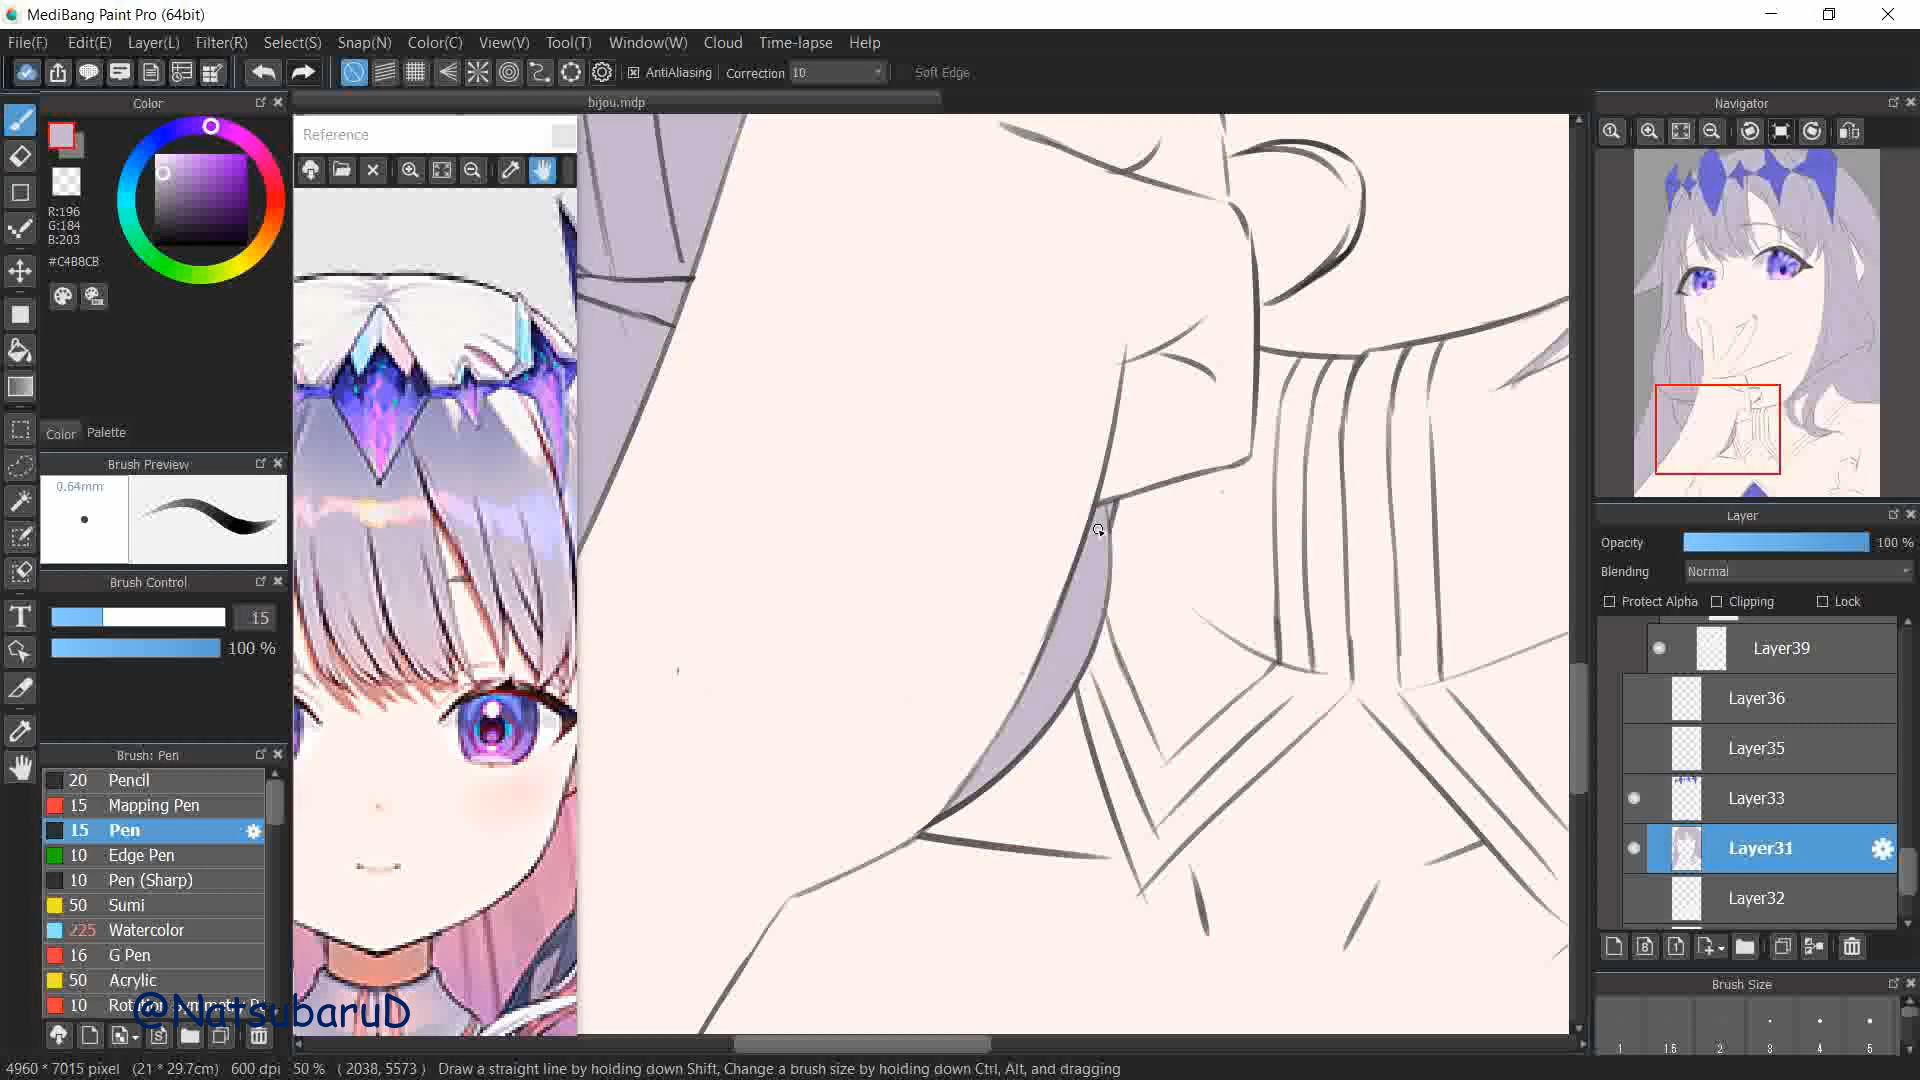 MediBang Paint Pro (64bit)
File(F) Edit(E) Layer(L) Filter(R) Select(S) Snap(N) Color(C) View(V) Tool(T) Window(W) Cloud Time-lapse Help
AntiAliasing Correction 10 Soft Edge
Color
bijou.mdp
Navigator
Reference
R:196
G:184
B:203
#C4B8CB
Color Palette
Brush Preview
0.64mm
Brush Control
15
100 %
Brush: Pen
20 Pencil
15 Mapping Pen
15 Pen
10 Edge Pen
10 Pen (Sharp)
50 Sumi
225 Watercolor
16 G Pen
50 Acrylic
10 Rotation Symmetry
@NatsubaruD
Layer
Opacity 100 %
Blending Normal
Protect Alpha Clipping Lock
Layer39
Layer36
Layer35
Layer33
Layer31
Layer32
Brush Size
1 1.5 2 3 4 5
4960 * 7015 pixel (21 * 29.7cm) 600 dpi 50 % ( 2038, 5573 ) Draw a straight line by holding down Shift, Change a brush size by holding down Ctrl, Alt, and dragging